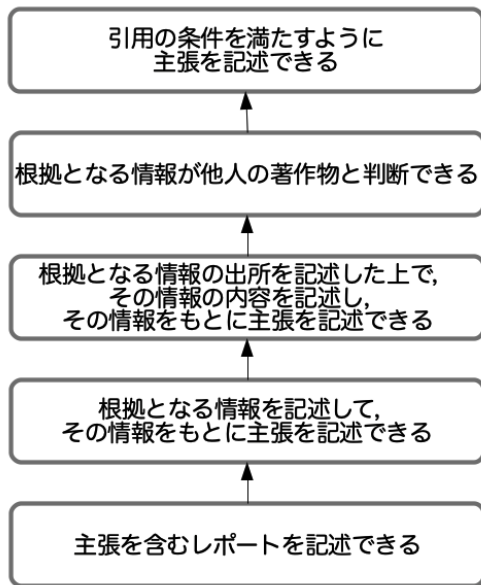 引用の条件を満たすように
主張を記述できる
根拠となる情報が他人の著作物と判断できる
根拠となる情報の出所を記述した上で,
その情報の内容を記述し,
その情報をもとに主張を記述できる
根拠となる情報を記述して,
その情報をもとに主張を記述できる
主張を含むレポートを記述できる